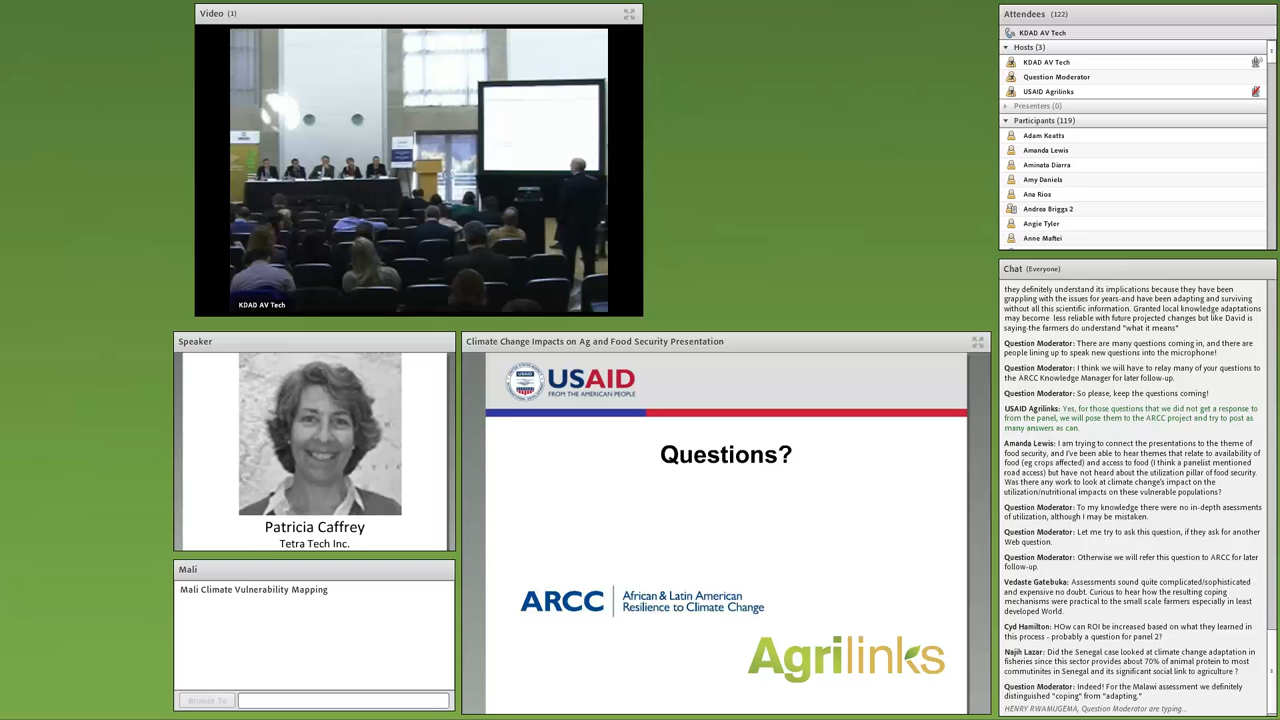 Video (1)
KDAD AV Tech
Speaker
Patricia Caffrey
Tetra Tech Inc.
Mali
Mali Climate Vulnerability Mapping
Browse To
Climate Change Impacts on Ag and Food Security Presentation
USAID
FROM THE AMERICAN PEOPLE
Questions?
ARCC
African & Latin American
Resilience to Climate Change
Agrilinks
Attendees (122)
KDAD AV Tech
Hosts (3)
KDAD AV Tech
Question Moderator
USAID Agrilinks
Presenters (0)
Participants (119)
Adam Keatts
Amanda Lewis
Aminata Diarra
Amy Daniels
Ana Rios
Andrea Briggs 2
Angie Tyler
Anne Maftei
Chat (Everyone)
they definitely understand its implications because they have been
grappling with the issues for years-and have been adapting and surviving
without all this scientific information. Granted local knowledge adaptations
may become less reliable with future projected changes but like David is
saying-the farmers do understand "what it means"
Question Moderator: There are many questions coming in, and there are
people lining up to speak new questions into the microphone!
Question Moderator: I think we will have to relay many of your questions to
the ARCC Knowledge Manager for later follow-up.
Question Moderator: So please, keep the questions coming!
USAID Agrilinks: Yes, for those questions that we did not get a response to
from the panel, we will pose them to the ARCC project and try to post as
many answers as can.
Amanda Lewis: I am trying to connect the presentations to the theme of
food security, and I've been able to hear themes that relate to availability of
food (eg crops affected) and access to food (I think a panelist mentioned
road access) but have not heard about the utilization pillar of food security.
Was there any work to look at climate change's impact on the
utilization/nutritional impacts on these vulnerable populations?
Question Moderator: To my knowledge there were no in-depth assesments
of utilization, although I may be mistaken.
Question Moderator: Let me try to ask this question, if they ask for another
Web question.
Question Moderator: Otherwise we will refer this question to ARCC for later
follow-up.
Vedaste Gatebuka: Assessments sound quite complicated/sophisticated
and expensive no doubt. Curious to hear how the resulting coping
mechanisms were practical to the small scale farmers especially in least
developed World.
Cyd Hamilton: HOw can ROI be increased based on what they learned in
this process - probably a question for panel 2?
Najih Lazar: Did the Senegal case looked at climate change adaptation in
fisheries since this sector provides about 70% of animal protein to most
communitites in Senegal and its significant social link to agriculture ?
Question Moderator: Indeed! For the Malawi assessment we definitely
distinguished "coping" from "adapting."
HENRY RWAMUGEMA, Question Moderator are typing...